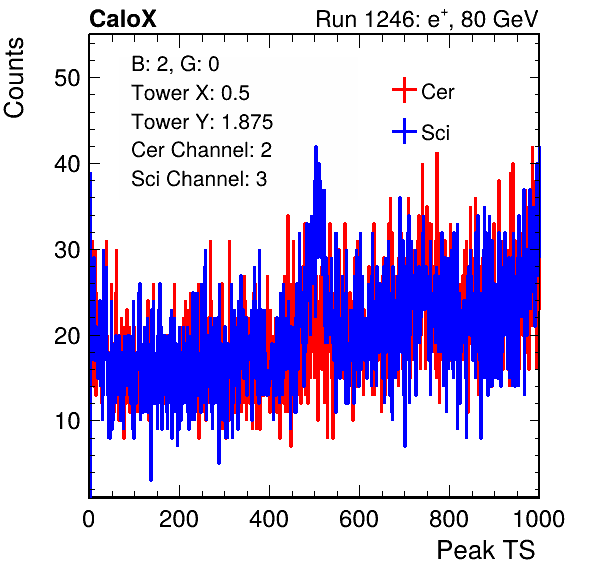 CaloX Run 1246: e⁺, 80 GeV
Counts
B: 2, G: 0
Tower X: 0.5
Tower Y: 1.875
Cer Channel: 2
Sci Channel: 3
Cer
Sci
50
40
30
20
10
0 200 400 600 800 1000
Peak TS